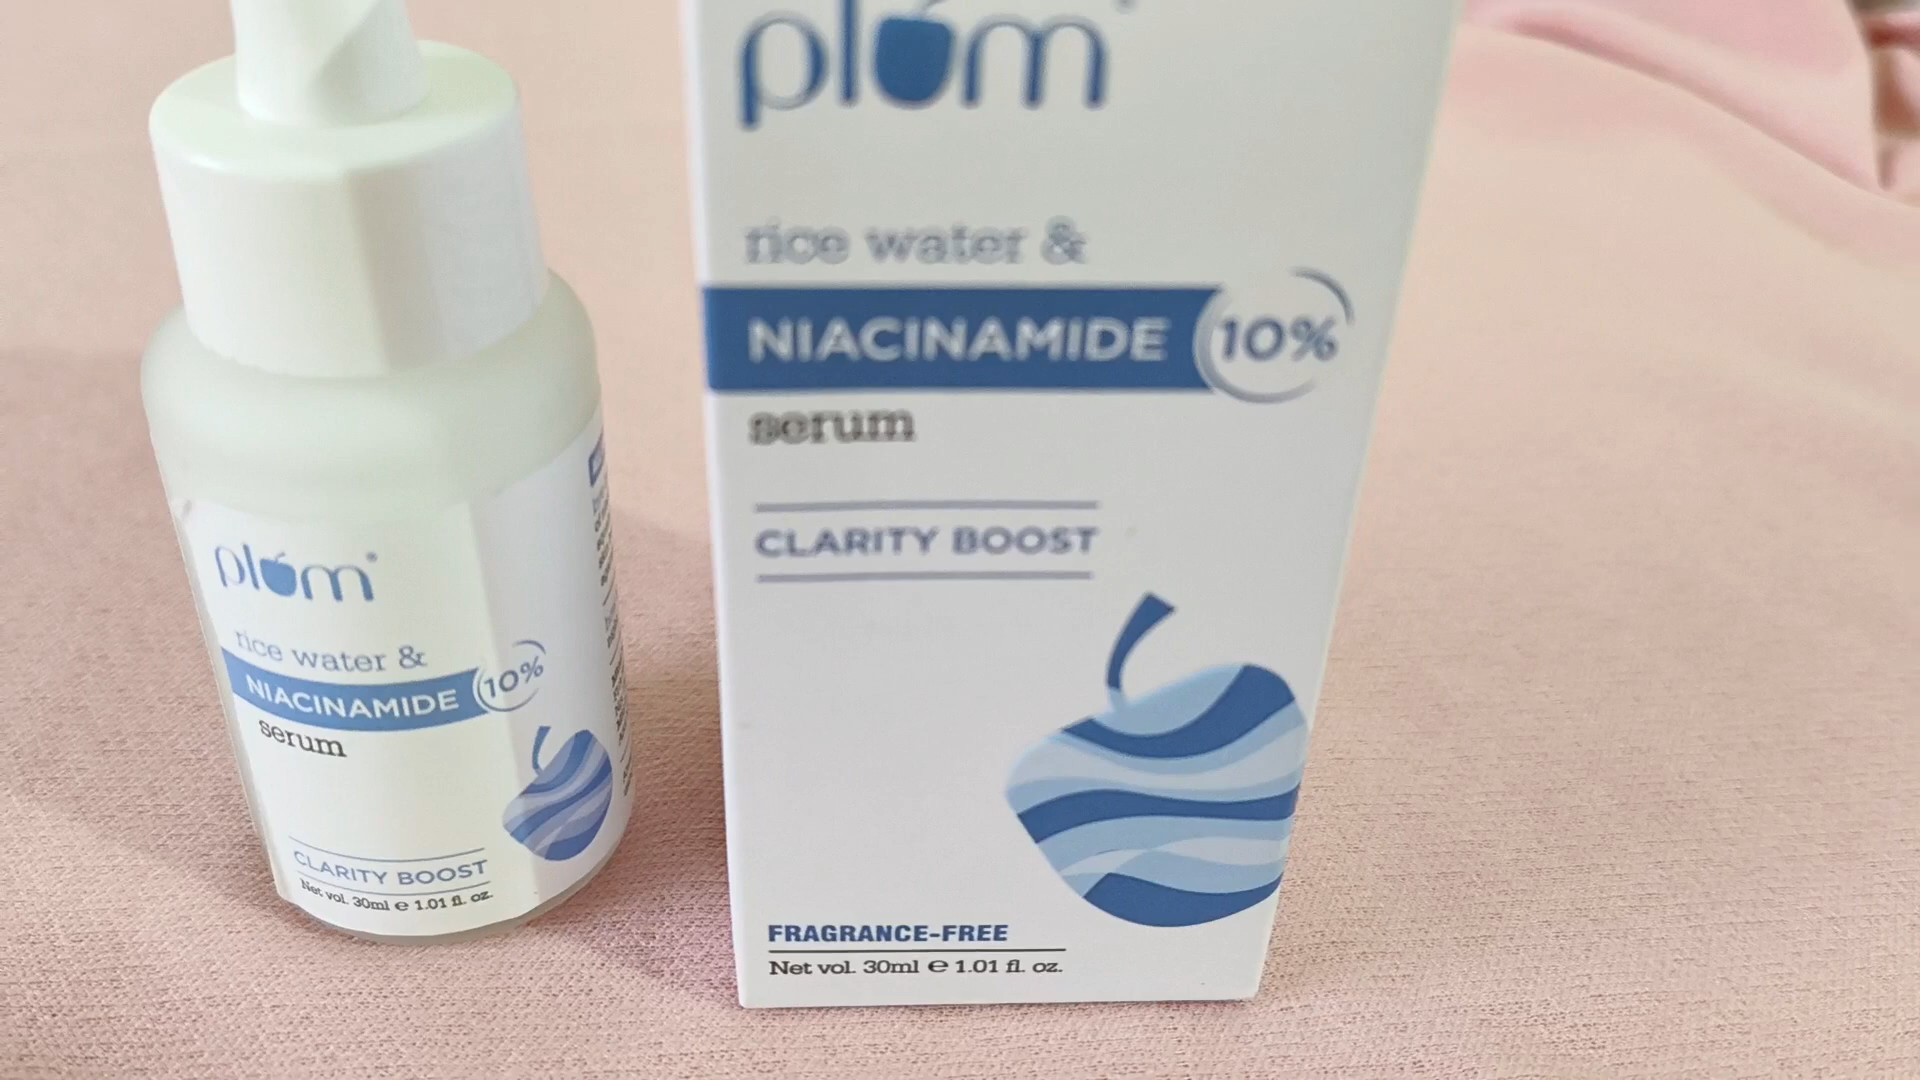 plum®
rice water &
NIACINAMIDE 10%
serum
CLARITY BOOST
Net vol. 30ml e 1.01 fl. oz.
plum
rice water &
NIACINAMIDE 10%
serum
CLARITY BOOST
FRAGRANCE-FREE
Net vol. 30ml e 1.01 fl. oz.